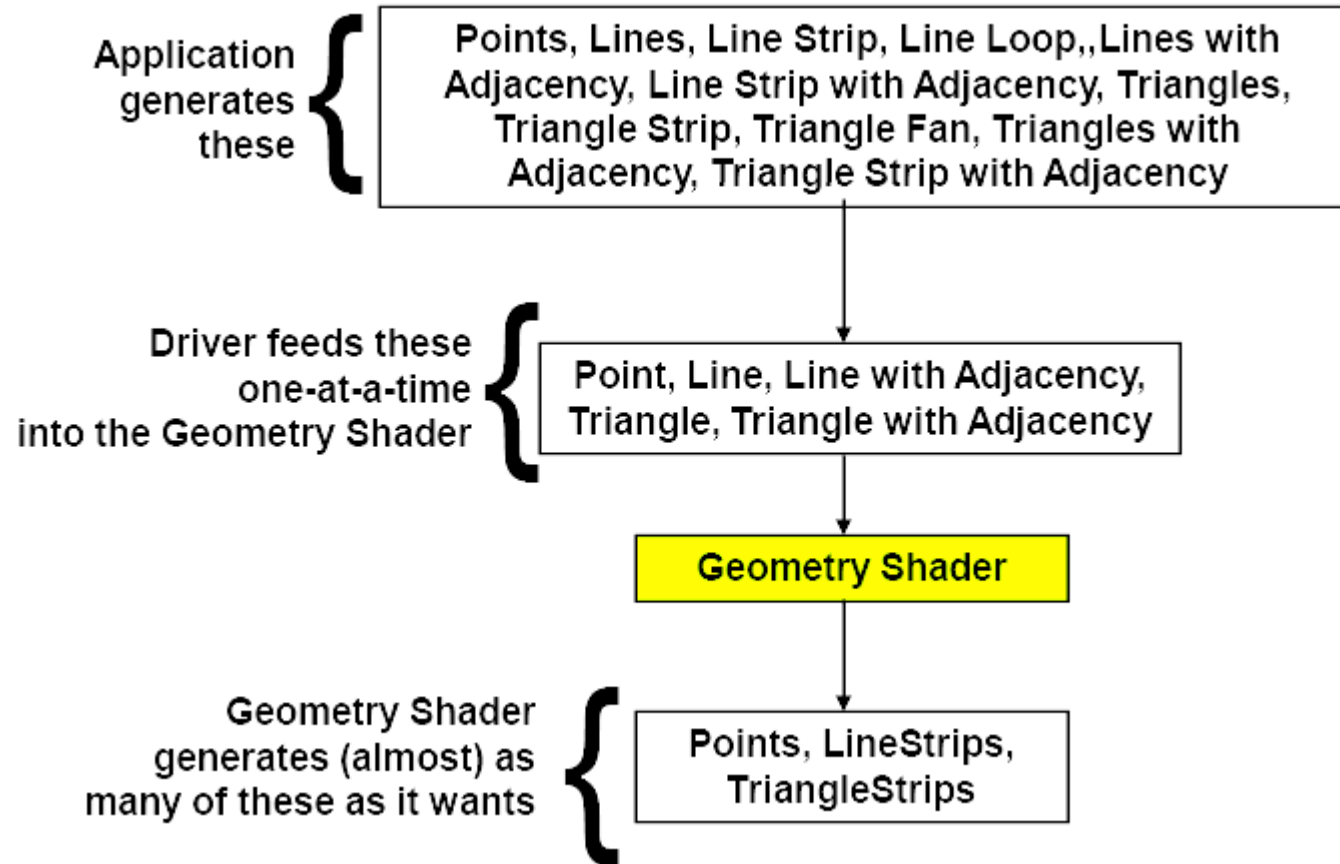 Application
generates
these
Points, Lines, Line Strip, Line Loop,,Lines with
Adjacency, Line Strip with Adjacency, Triangles,
Triangle Strip, Triangle Fan, Triangles with
Adjacency, Triangle Strip with Adjacency
Driver feeds these
one-at-a-time
into the Geometry Shader
Point, Line, Line with Adjacency,
Triangle, Triangle with Adjacency
Geometry Shader
Geometry Shader
generates (almost) as
many of these as it wants
Points, LineStrips,
TriangleStrips